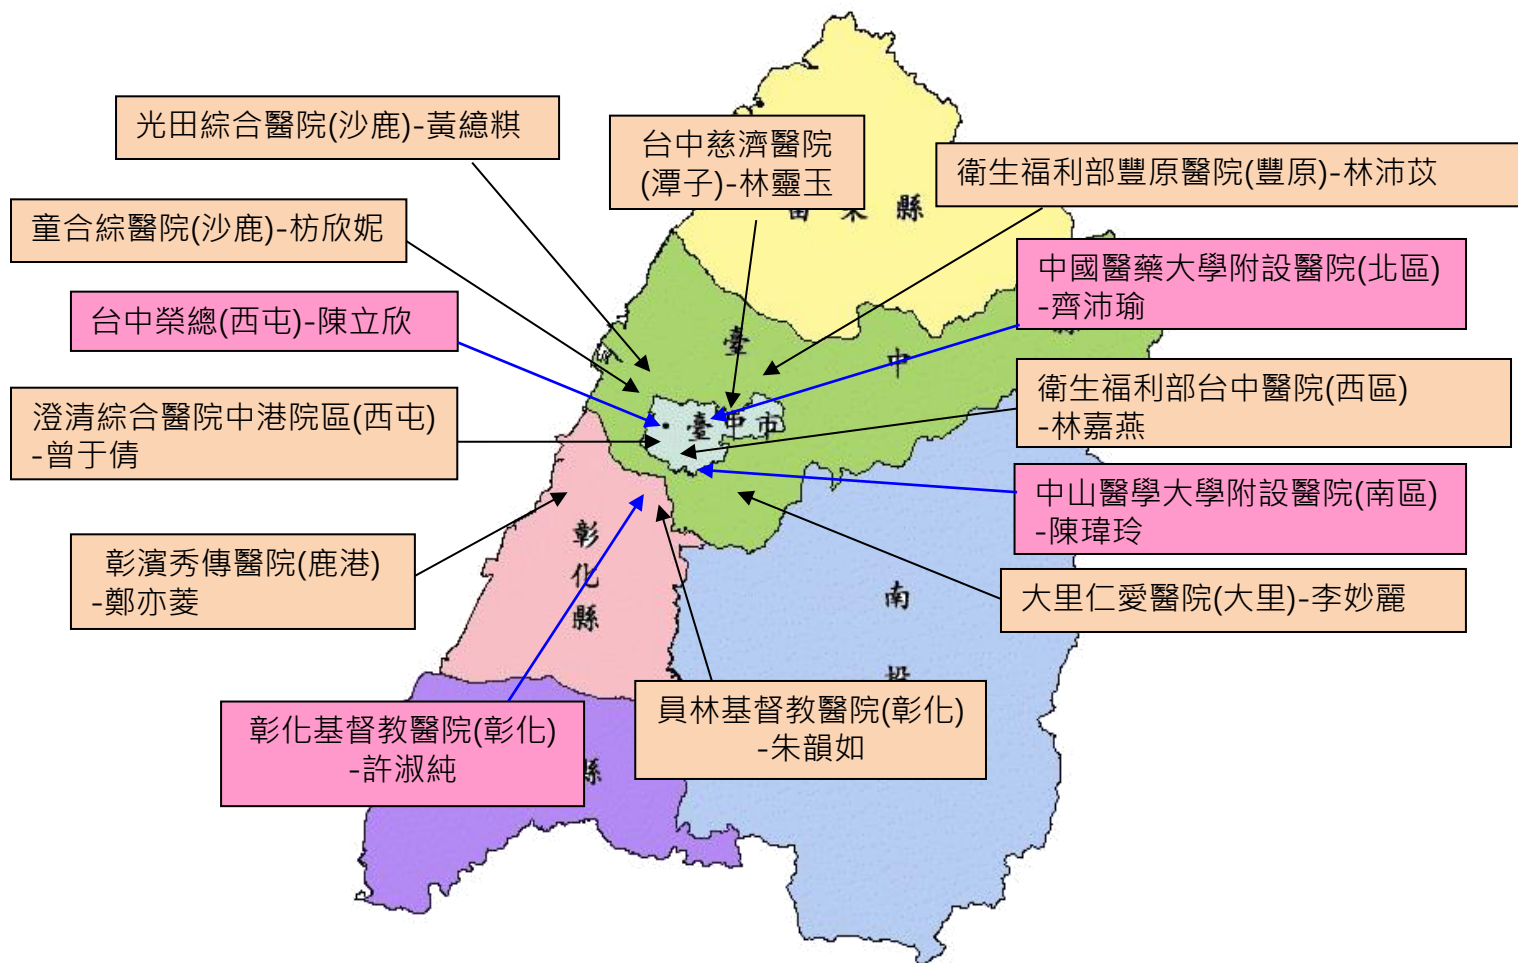 光田綜合醫院(沙鹿)-黃繶粸
台中慈濟醫院
(潭子)-林靈玉
衛生福利部豐原醫院(豐原)-林沛苡
童合綜醫院(沙鹿)-枋欣妮
縣
中國醫藥大學附設醫院(北區)
-齊沛瑜
台中榮總(西屯)-陳立欣
臺
中
衛生福利部台中醫院(西區)
-林嘉燕
澄清綜合醫院中港院區(西屯)
-曾于倩
臺中市
中山醫學大學附設醫院(南區)
-陳瑋玲
彰濱秀傳醫院(鹿港)
-鄭亦菱
彰化縣
南
大里仁愛醫院(大里)-李妙麗
彰化基督教醫院(彰化)
-許淑純
員林基督教醫院(彰化)
-朱韻如
縣